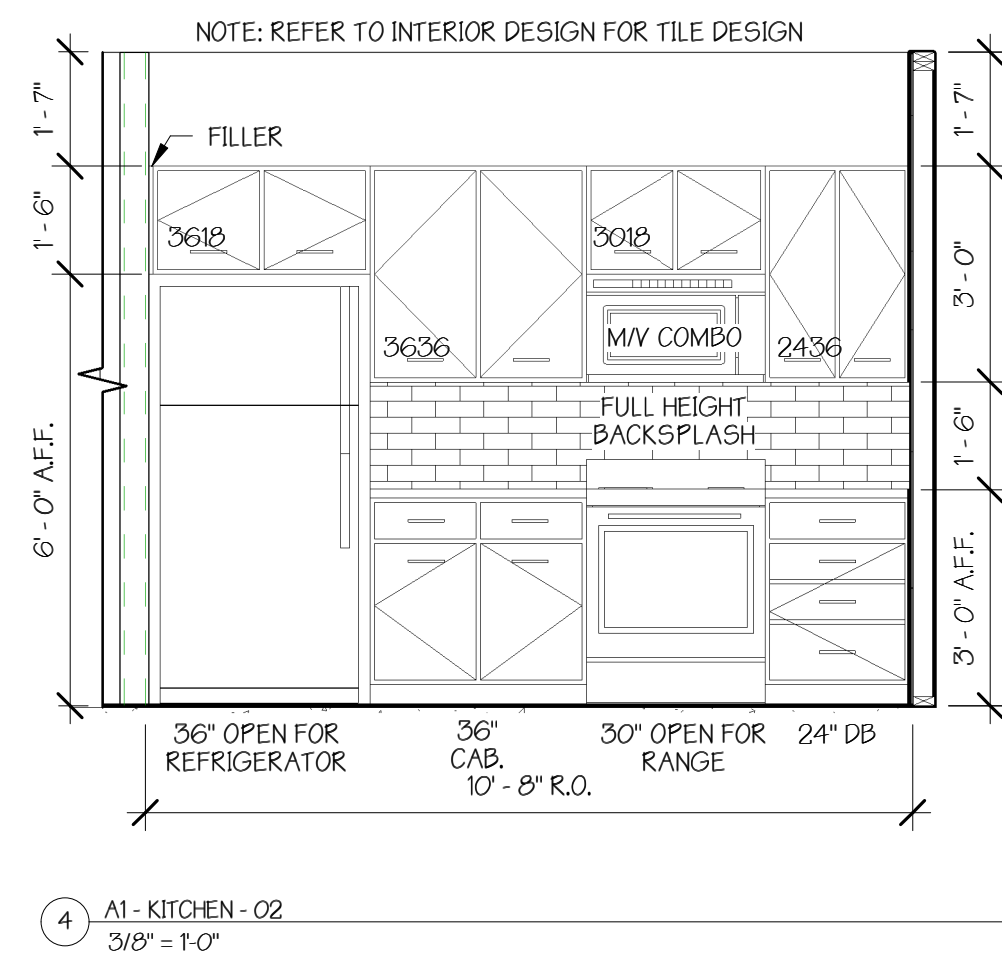 NOTE: REFER TO INTERIOR DESIGN FOR TILE DESIGN
1' - 7"
1' - 7"
FILLER
1' - 6"
3618
3018
3' - 0"
3636
M/V COMBO
2436
FULL HEIGHT
BACKSPLASH
1' - 6"
6' - 0" A.F.F.
3' - 0" A.F.F.
36" OPEN FOR
REFRIGERATOR
36"
CAB.
30" OPEN FOR
RANGE
24" DB
10' - 8" R.O.
4
A1 - KITCHEN - 02
3/8" = 1'-0"